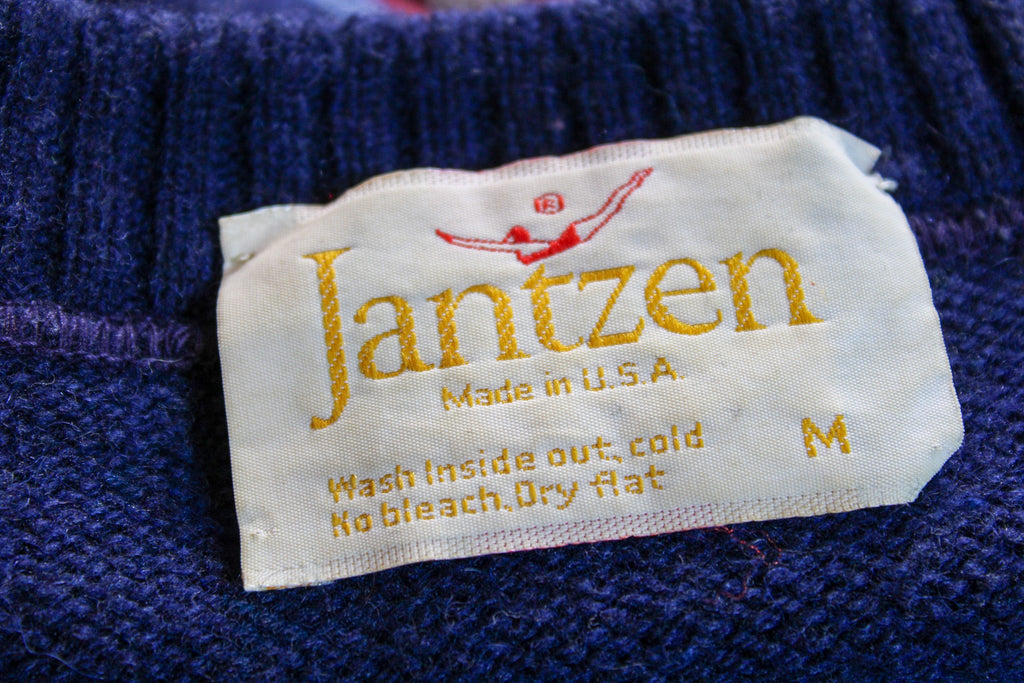 ®
Jantzen
Made in U.S.A.
Wash Inside out, cold
No bleach. Dry flat
M